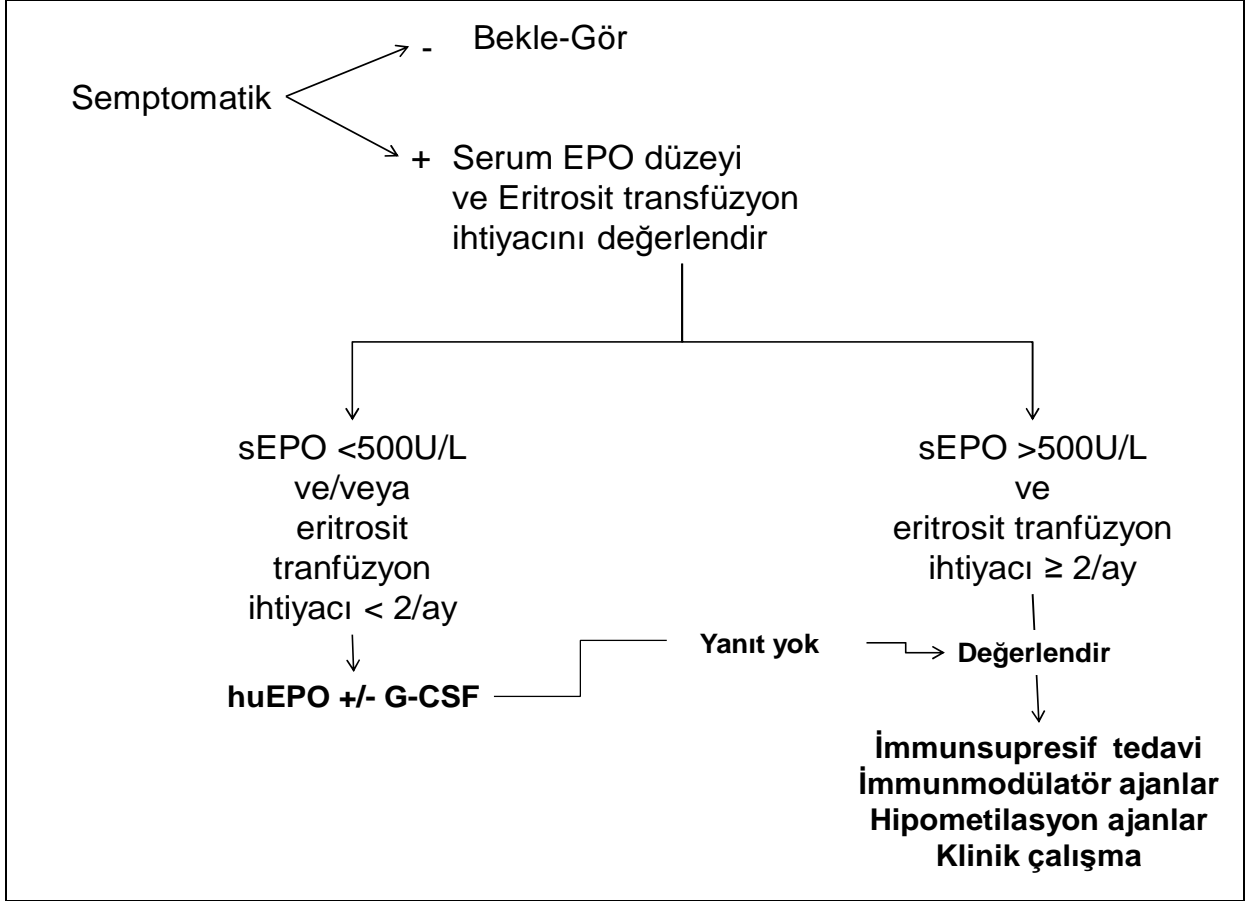 Bekle-Gör
-
Semptomatik
+ Serum EPO düzeyi
ve Eritrosit transfüzyon
ihtiyacını değerlendir
sEPO <500U/L
ve/veya
eritrosit
tranfüzyon
ihtiyacı < 2/ay
huEPO +/- G-CSF
Yanıt yok
sEPO >500U/L
ve
eritrosit tranfüzyon
ihtiyacı ≥ 2/ay
Değerlendir
İmmunsupresif tedavi
İmmunmodülatör ajanlar
Hipometilasyon ajanlar
Klinik çalışma